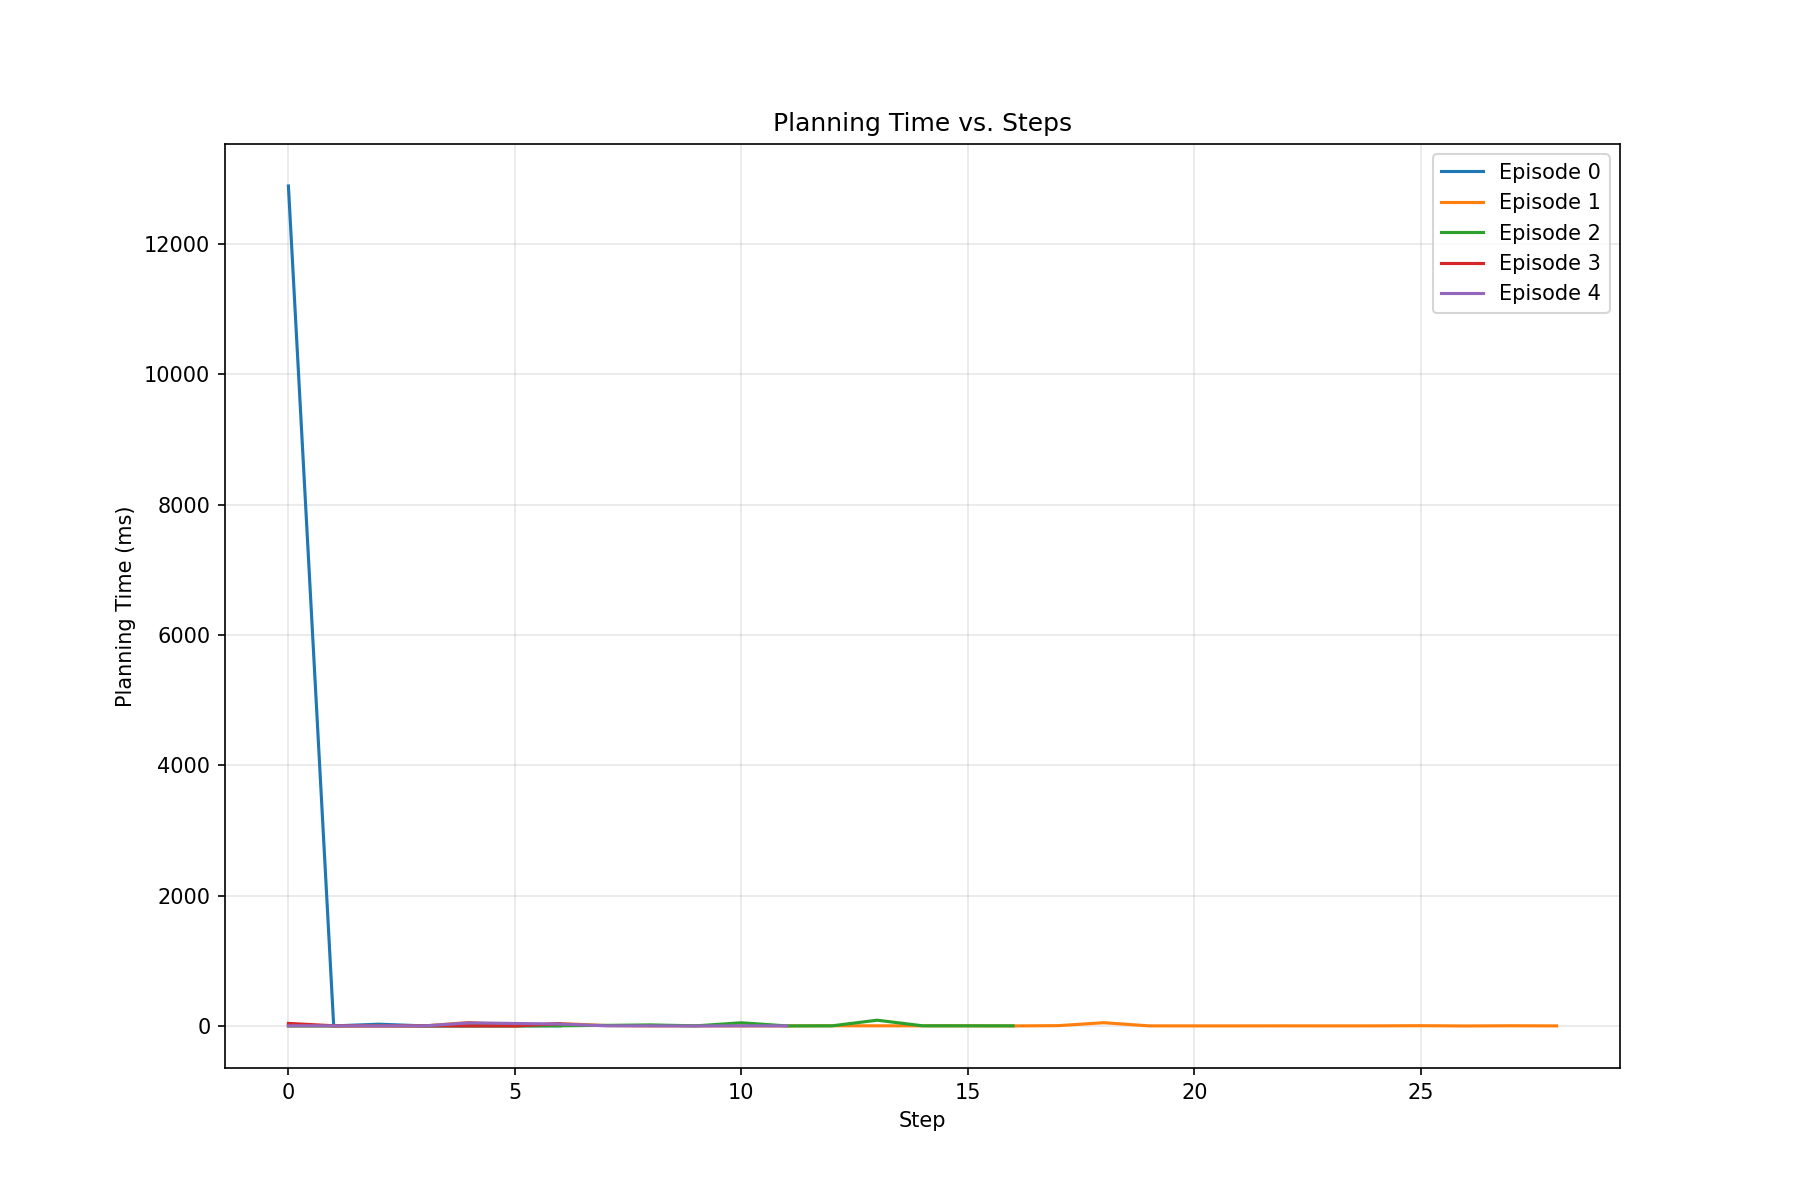 Planning Time vs. Steps
Episode 0
Episode 1
Episode 2
Episode 3
Episode 4
Planning Time (ms)
12000
10000
8000
6000
4000
2000
0
0 5 10 15 20 25
Step